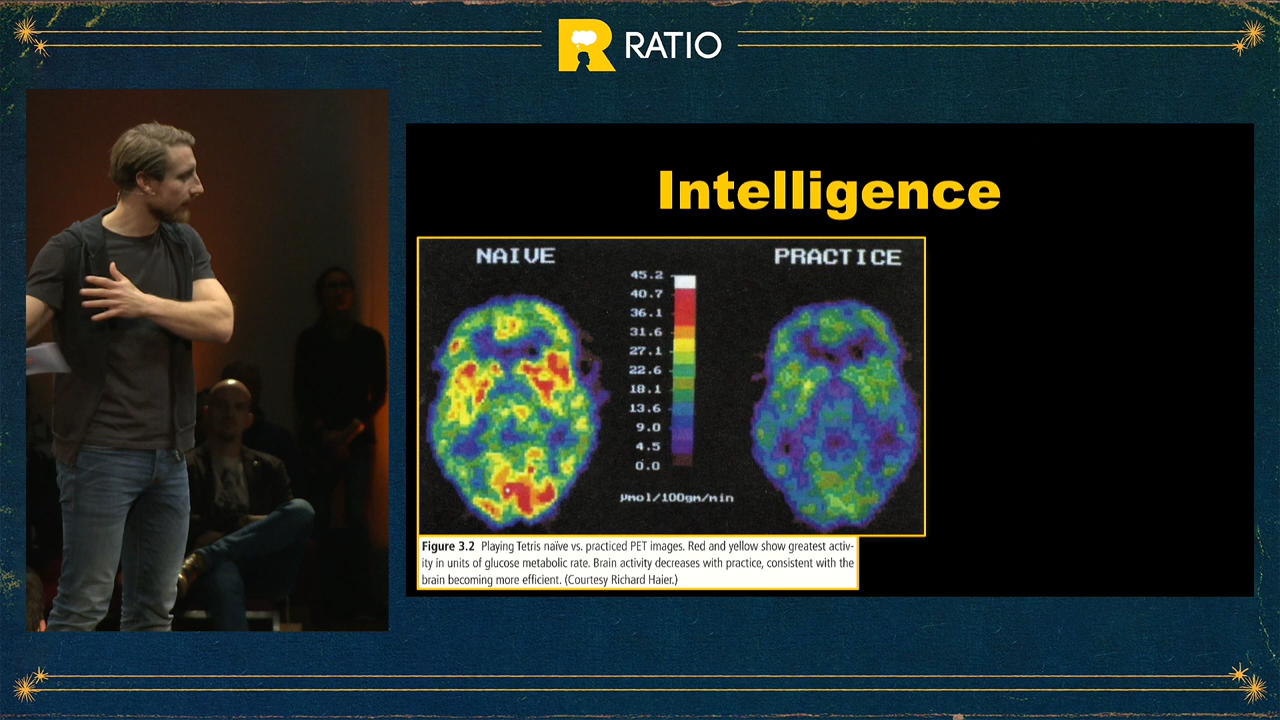 RATIO
Intelligence
NAIVE
PRACTICE
45.2
40.7
36.1
31.6
27.1
22.6
18.1
13.6
9.0
4.5
0.0
µmol/100gm/min
Figure 3.2 Playing Tetris naïve vs. practiced PET images. Red and yellow show greatest activ-
ity in units of glucose metabolic rate. Brain activity decreases with practice, consistent with the
brain becoming more efficient. (Courtesy Richard Haier.)